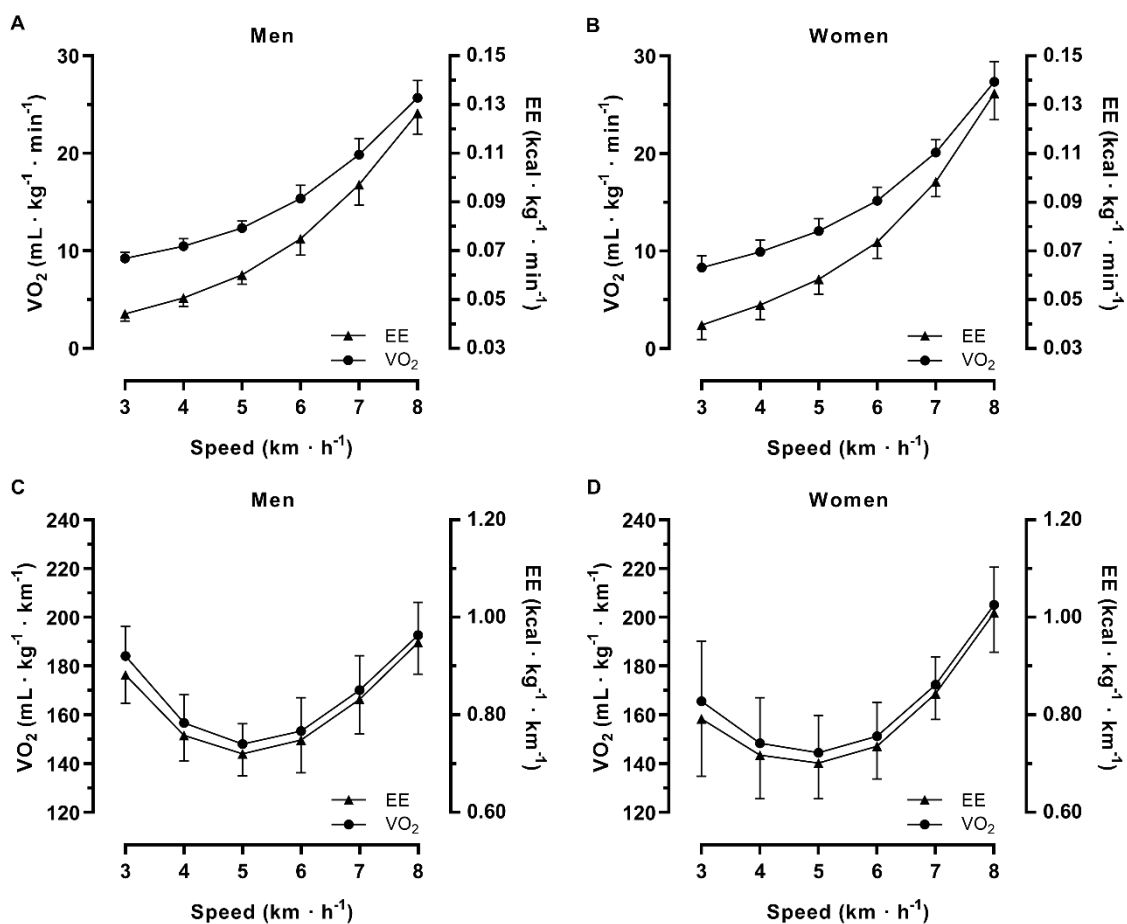 A
Men
VO₂ (mL · kg⁻¹ · min⁻¹)
30
20
10
0
EE (kcal · kg⁻¹ · min⁻¹)
0.15
0.13
0.11
0.09
0.07
0.05
0.03
EE
VO₂
3 4 5 6 7 8
Speed (km · h⁻¹)
B
Women
VO₂ (mL · kg⁻¹ · min⁻¹)
30
20
10
0
EE (kcal · kg⁻¹ · min⁻¹)
0.15
0.13
0.11
0.09
0.07
0.05
0.03
EE
VO₂
3 4 5 6 7 8
Speed (km · h⁻¹)
C
Men
VO₂ (mL · kg⁻¹ · km⁻¹)
240
220
200
180
160
140
120
EE (kcal · kg⁻¹ · km⁻¹)
1.20
1.00
0.80
0.60
EE
VO₂
3 4 5 6 7 8
Speed (km · h⁻¹)
D
Women
VO₂ (mL · kg⁻¹ · km⁻¹)
240
220
200
180
160
140
120
EE (kcal · kg⁻¹ · km⁻¹)
1.20
1.00
0.80
0.60
EE
VO₂
3 4 5 6 7 8
Speed (km · h⁻¹)